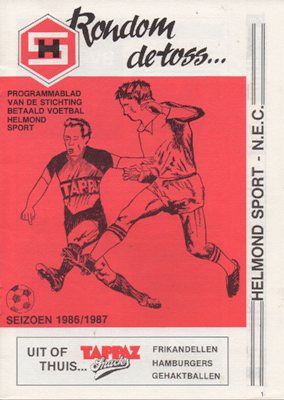 H
Rondom
de toss...
PROGRAMMABLAD
VAN DE STICHTING
BETAALD VOETBAL
HELMOND
SPORT
TAPPAZ
HELMOND SPORT - N.E.C.
SEIZOEN 1986/1987
UIT OF
THUIS...
TAPPAZ
Snacks
FRIKANDELLEN
HAMBURGERS
GEHAKTBALLEN
1